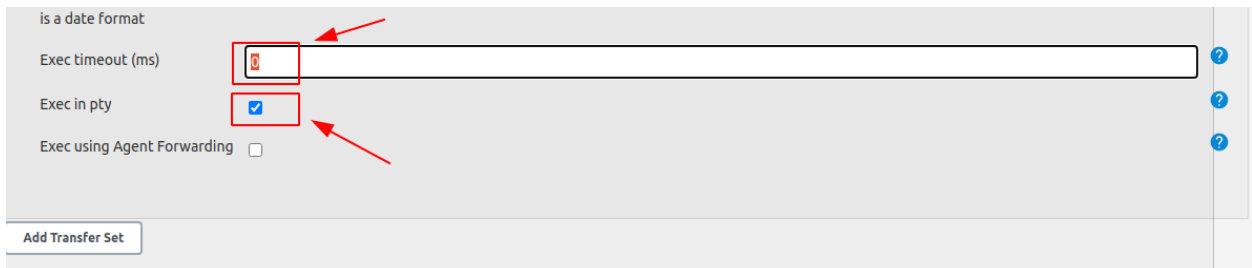 is a date format
Exec timeout (ms)
0
?
Exec in pty
?
Exec using Agent Forwarding
?
Add Transfer Set